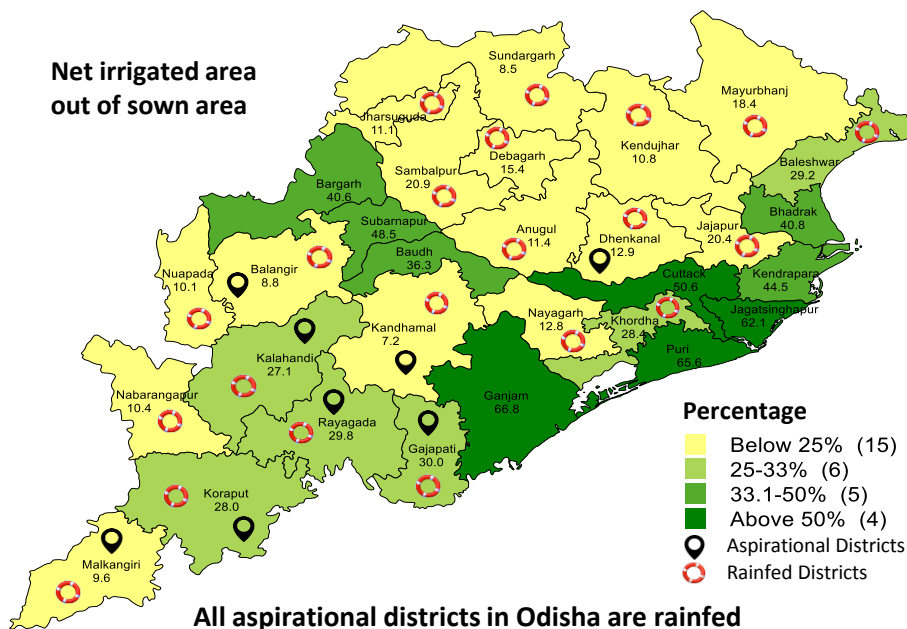 Net irrigated area
out of sown area
Sundargarh
8.5
Mayurbhanj
18.4
Jharsuguda
11.1
Kendujhar
10.8
Debagarh
15.4
Baleshwar
29.2
Sambalpur
20.9
Bargarh
40.6
Bhadrak
40.8
Subarnapur
48.5
Anugul
11.4
Jajapur
20.4
Dhenkanal
12.9
Baudh
36.3
Nuapada
10.1
Balangir
8.8
Cuttack
50.6
Kendrapara
44.5
Jagatsinghapur
62.1
Nayagarh
12.8
Khordha
28.4
Kandhamal
7.2
Kalahandi
27.1
Puri
65.6
Nabarangapur
10.4
Ganjam
66.8
Rayagada
29.8
Gajapati
30.0
Koraput
28.0
Malkangiri
9.6
Percentage
Below 25% (15)
25-33% (6)
33.1-50% (5)
Above 50% (4)
Aspirational Districts
Rainfed Districts
All aspirational districts in Odisha are rainfed